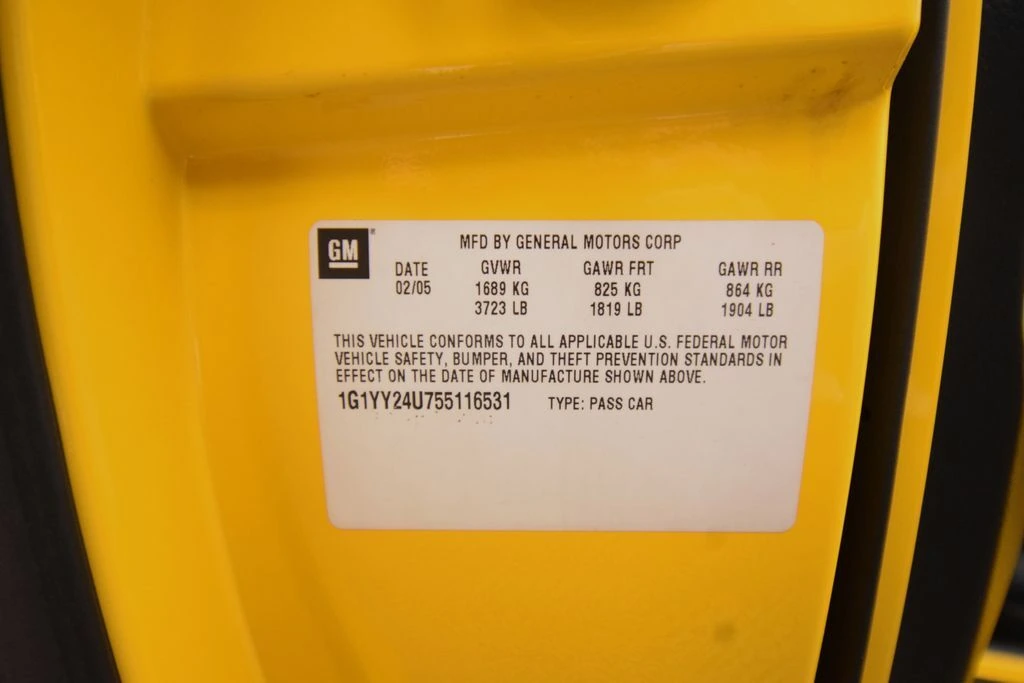 GM
MFD BY GENERAL MOTORS CORP
DATE GVWR GAWR FRT GAWR RR
02/05 1689 KG 825 KG 864 KG
3723 LB 1819 LB 1904 LB
THIS VEHICLE CONFORMS TO ALL APPLICABLE U.S. FEDERAL MOTOR
VEHICLE SAFETY, BUMPER, AND THEFT PREVENTION STANDARDS IN
EFFECT ON THE DATE OF MANUFACTURE SHOWN ABOVE.
1G1YY24U755116531 TYPE: PASS CAR